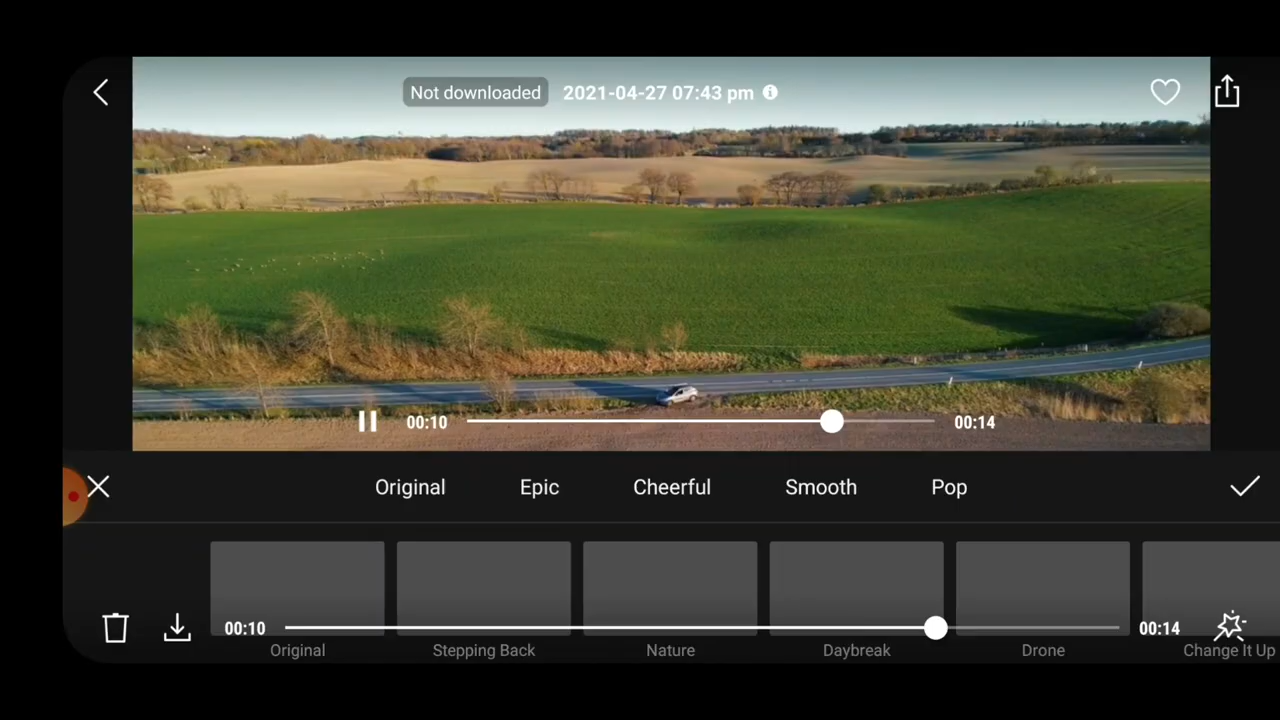 Not downloaded 2021-04-27 07:43 pm
00:10 00:14
Original Epic Cheerful Smooth Pop
00:10 00:14
Original Stepping Back Nature Daybreak Drone Change It Up